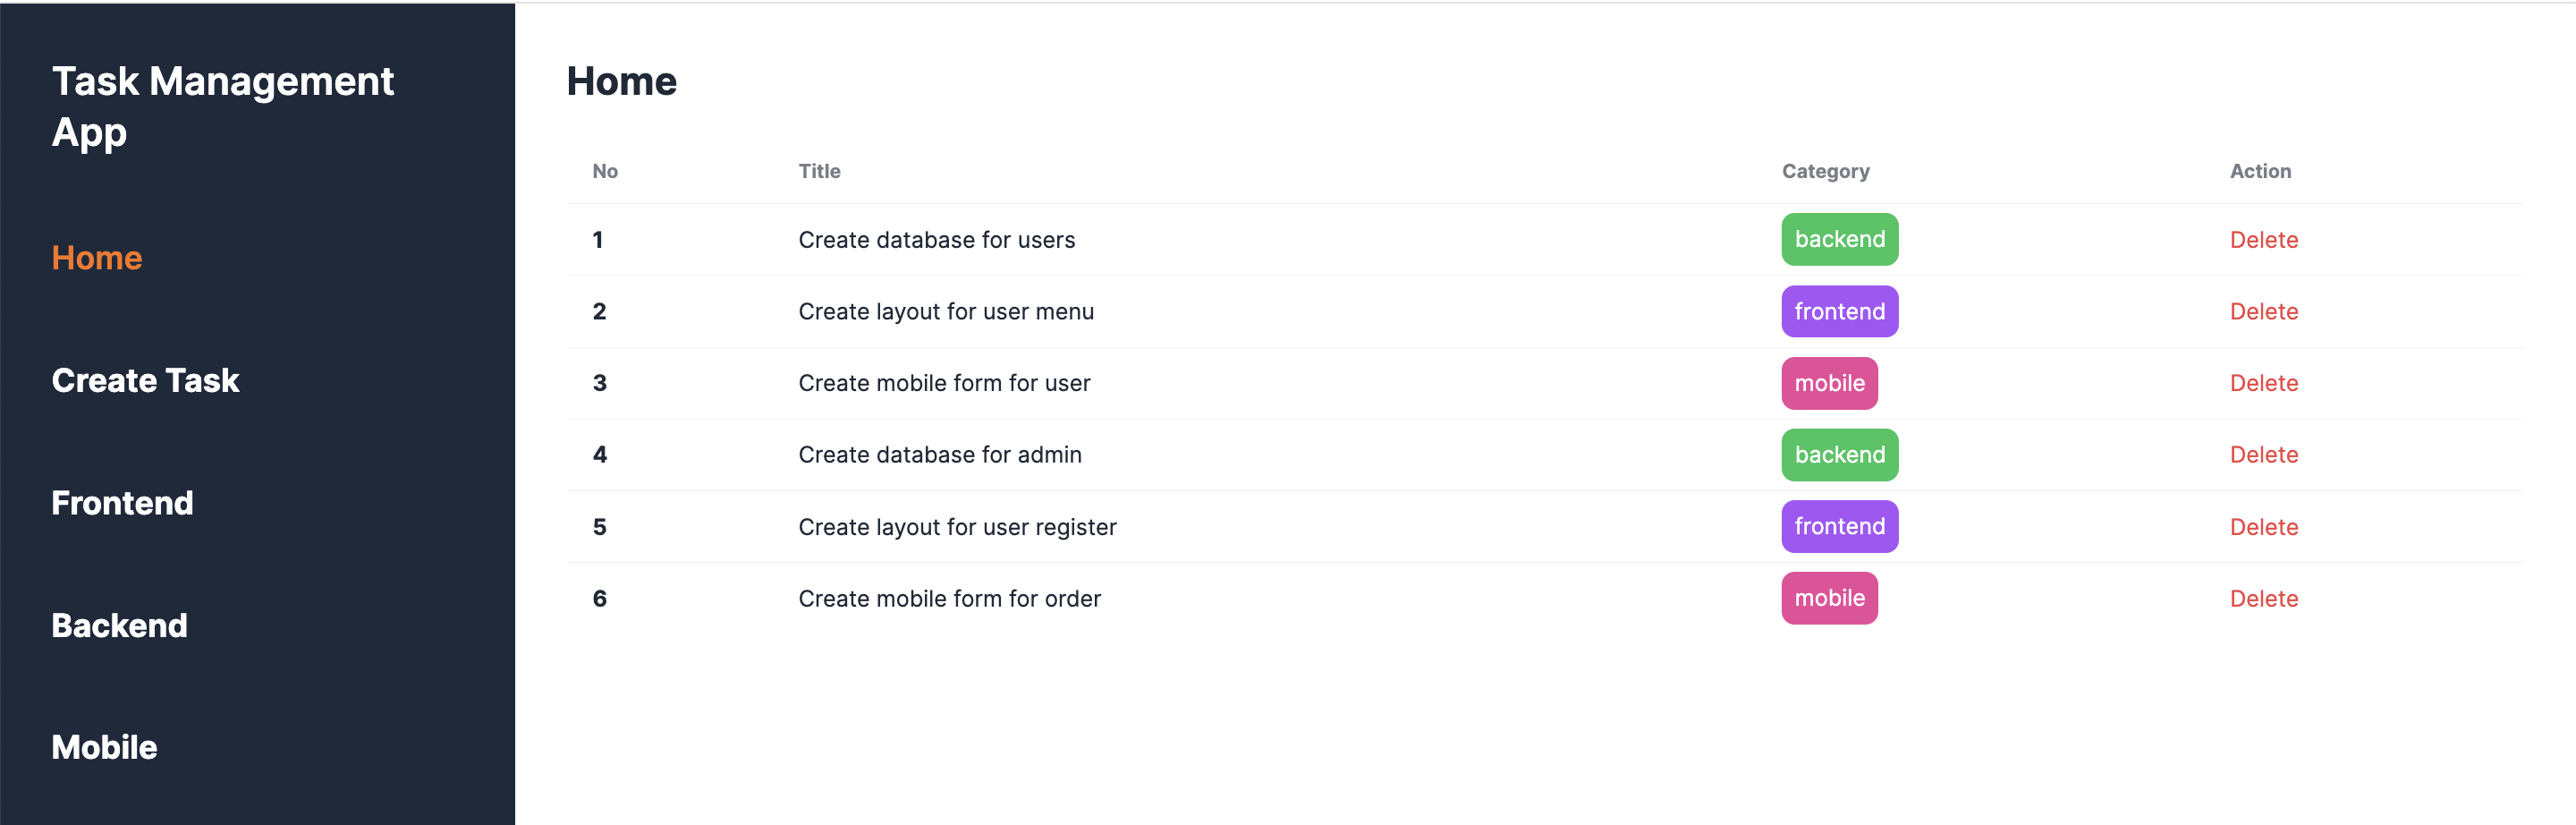 Task Management
App
Home
Create Task
Frontend
Backend
Mobile
Home
No Title Category Action
1 Create database for users backend Delete
2 Create layout for user menu frontend Delete
3 Create mobile form for user mobile Delete
4 Create database for admin backend Delete
5 Create layout for user register frontend Delete
6 Create mobile form for order mobile Delete